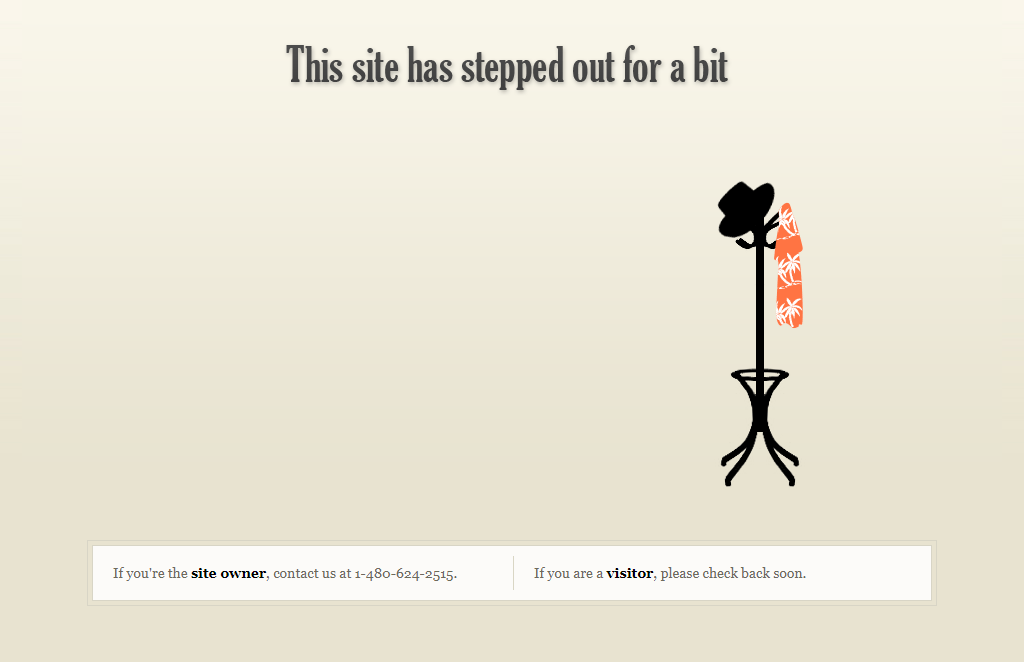 This site has stepped out for a bit
If you're the site owner, contact us at 1-480-624-2515.
If you are a visitor, please check back soon.